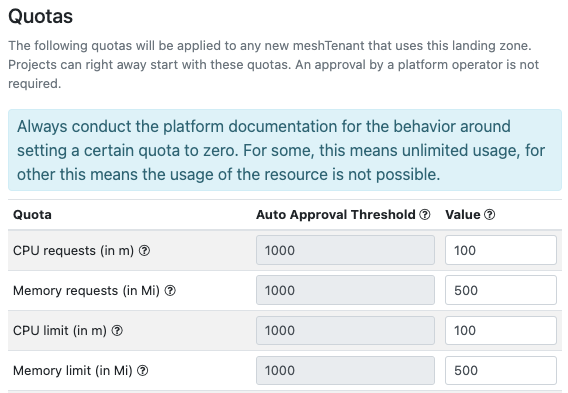 Quotas
The following quotas will be applied to any new meshTenant that uses this landing zone.
Projects can right away start with these quotas. An approval by a platform operator is not
required.
Always conduct the platform documentation for the behavior around
setting a certain quota to zero. For some, this means unlimited usage, for
other this means the usage of the resource is not possible.
Quota Auto Approval Threshold ? Value ?
CPU requests (in m) ? 1000 100
Memory requests (in Mi) ? 1000 500
CPU limit (in m) ? 1000 100
Memory limit (in Mi) ? 1000 500